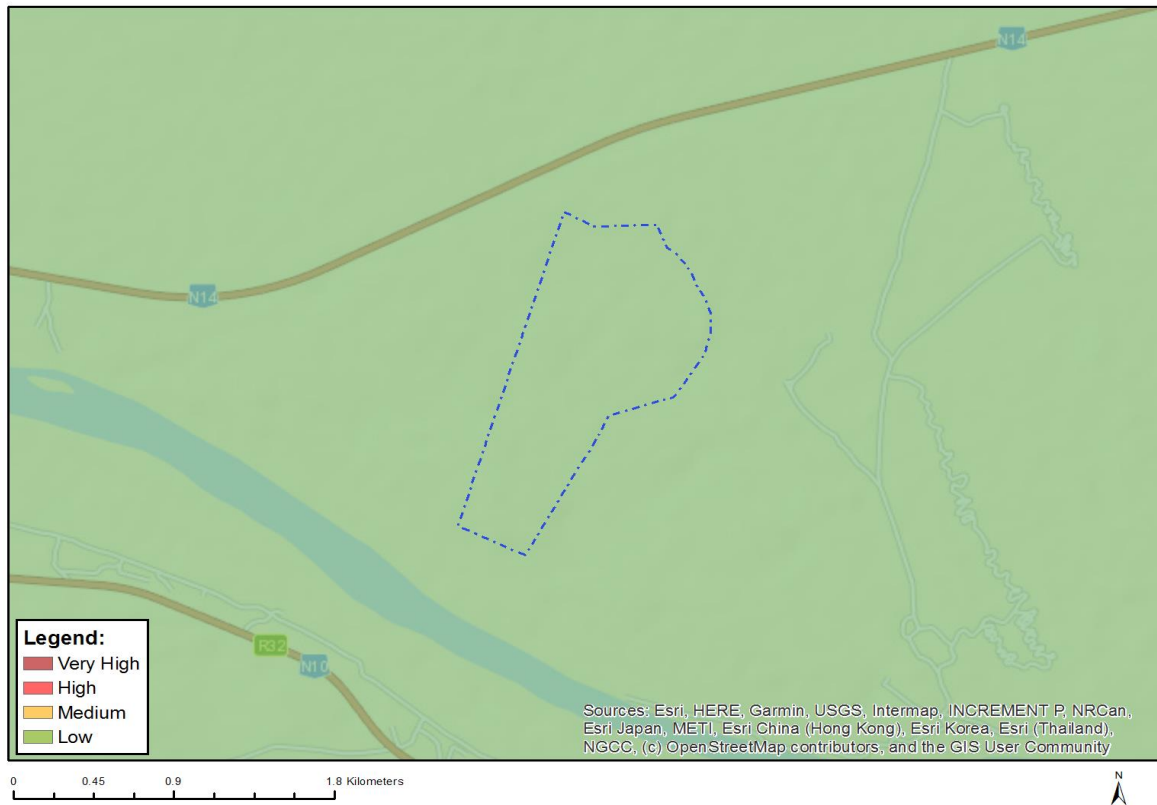 N14
N14
R32
N10
Legend:
Very High
High
Medium
Low
Sources: Esri, HERE, Garmin, USGS, Intermap, INCREMENT P, NRCan,
Esri Japan, METI, Esri China (Hong Kong), Esri Korea, Esri (Thailand),
NGCC, (c) OpenStreetMap contributors, and the GIS User Community
0 0.45 0.9 1.8 Kilometers
N